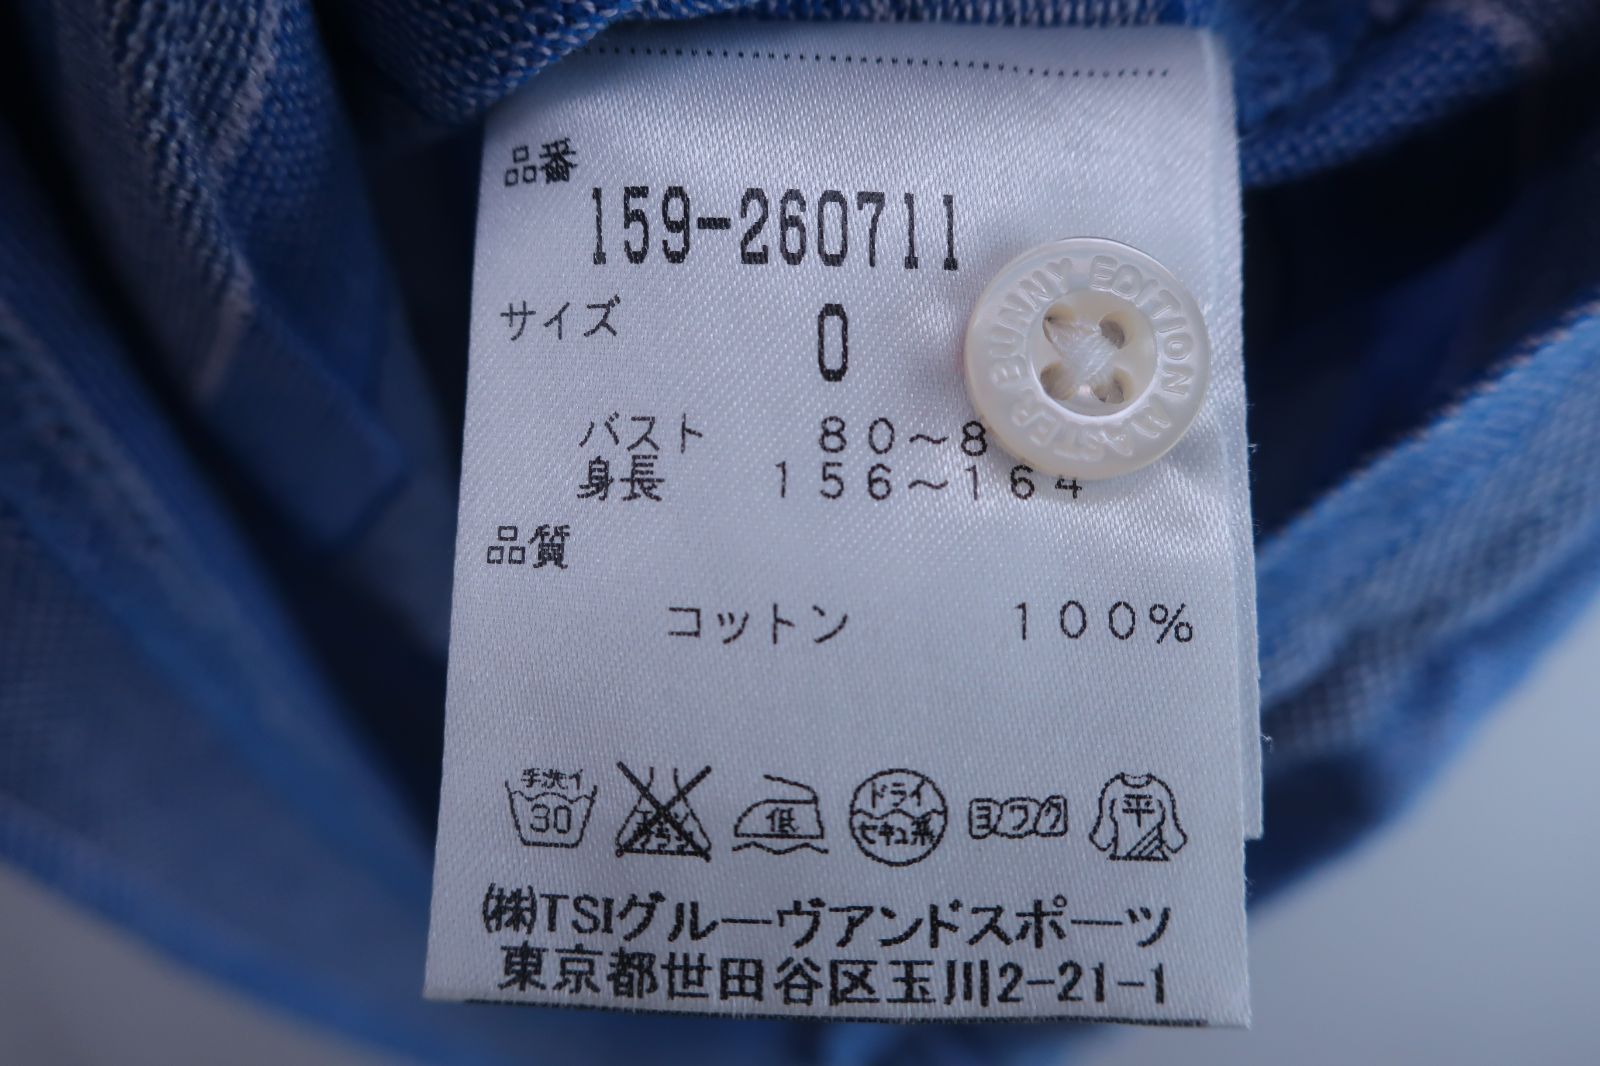 品番
159-260711
サイズ 0
バスト 80〜8
身長 156〜164
品質
コットン 100%
手洗イ 30
低
ドライ セキユ系
ヨワク
平
MASTER BUNNY EDITION
㈱TSIグルーヴアンドスポーツ
東京都世田谷区玉川2-21-1